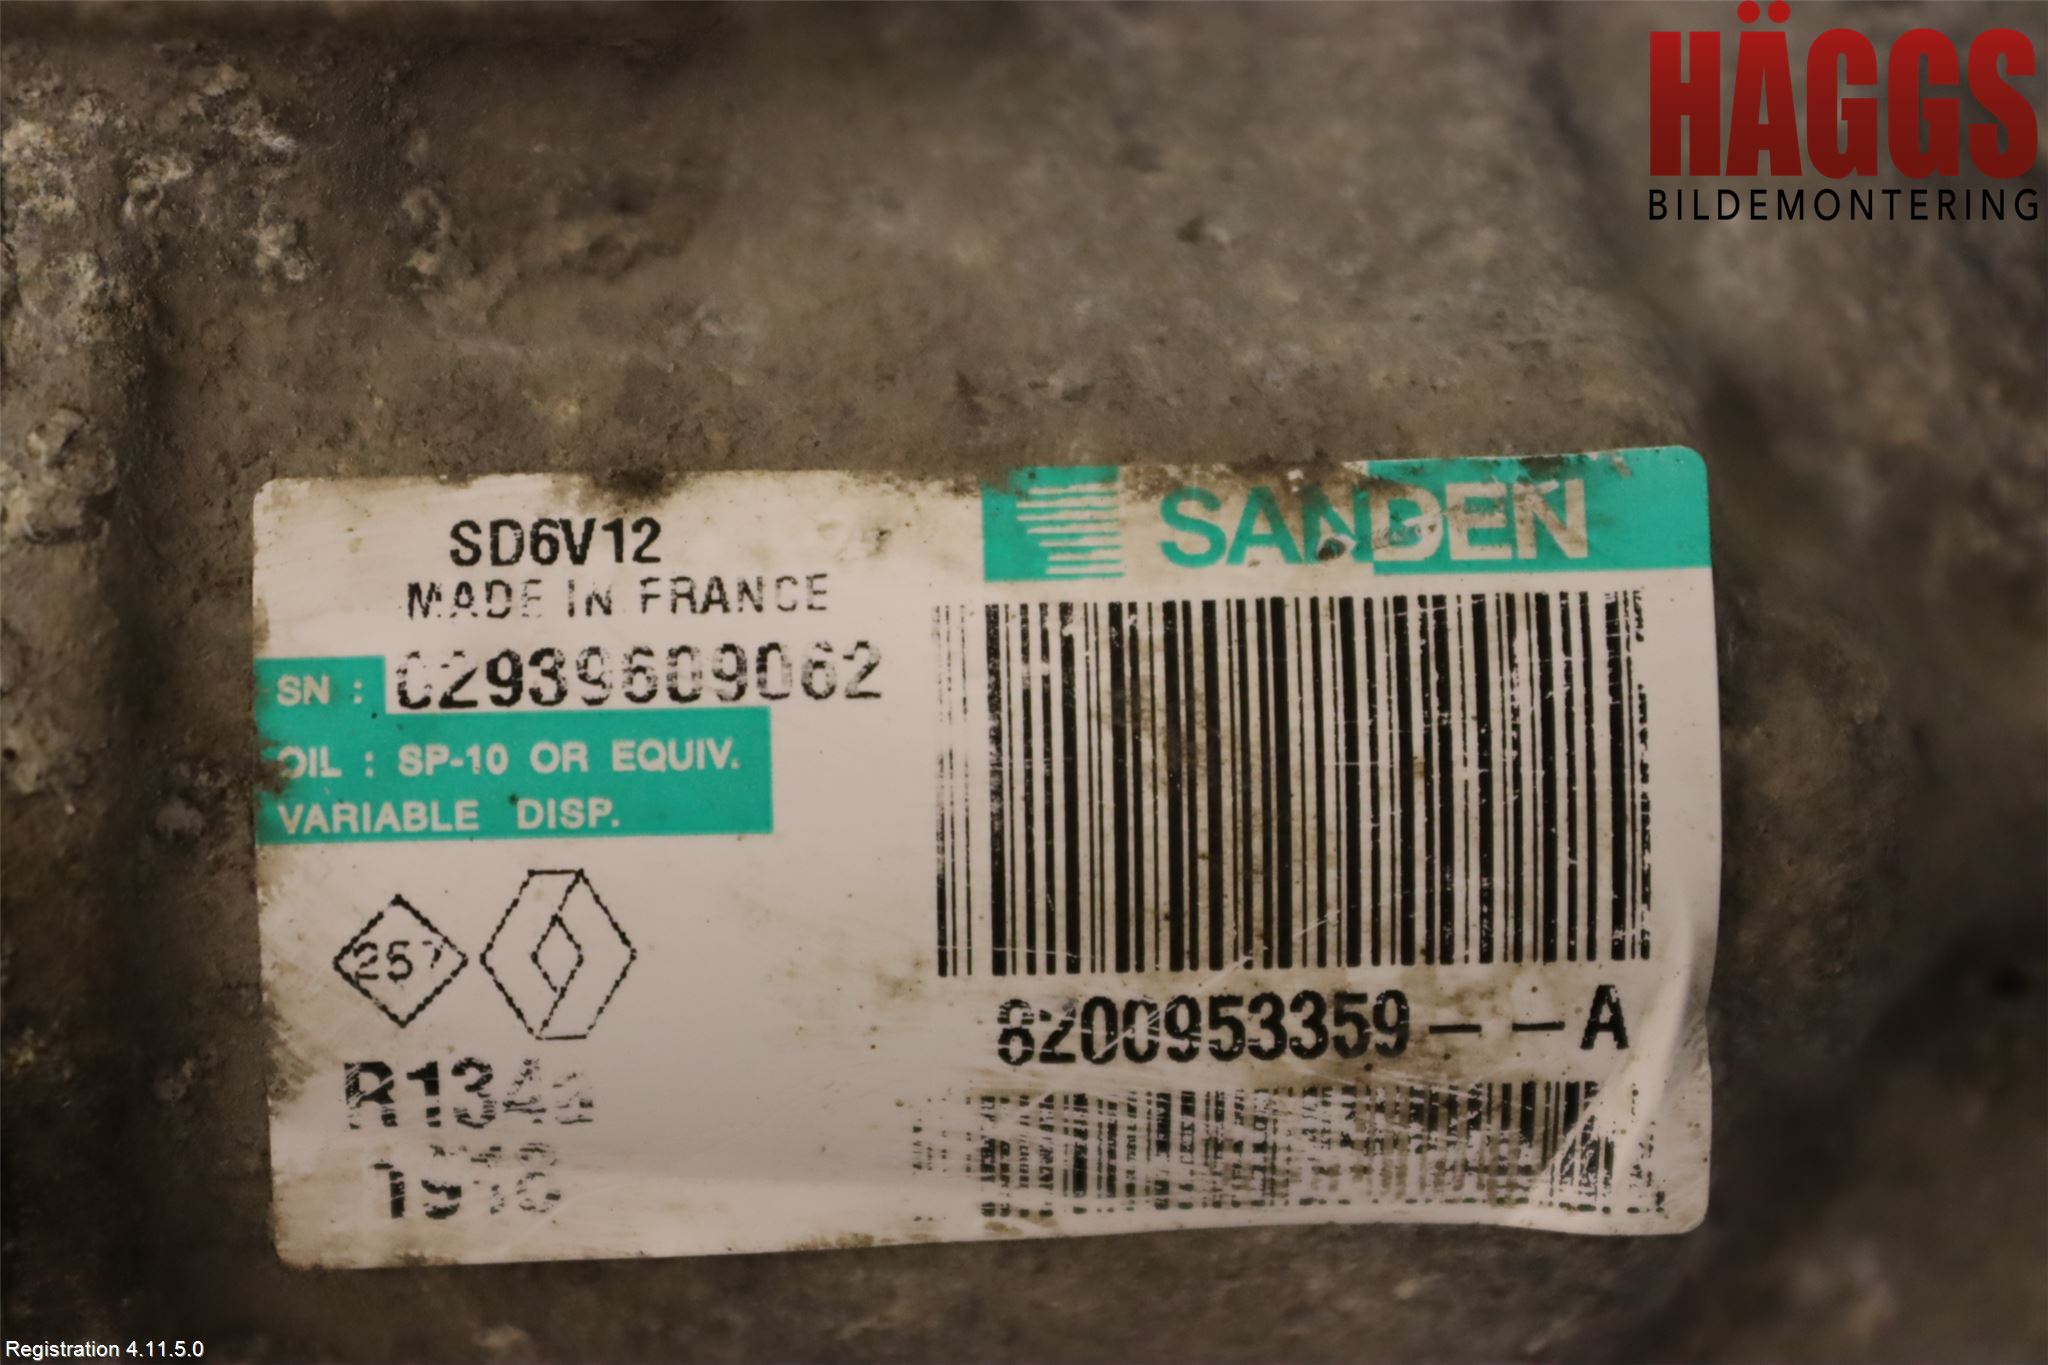 HÄGGS
BILDEMONTERING
SANDEN
SD6V12
MADE IN FRANCE
SN : C2939609062
OIL : SP-10 OR EQUIV.
VARIABLE DISP.
257
8200953359--A
Registration 4.11.5.0